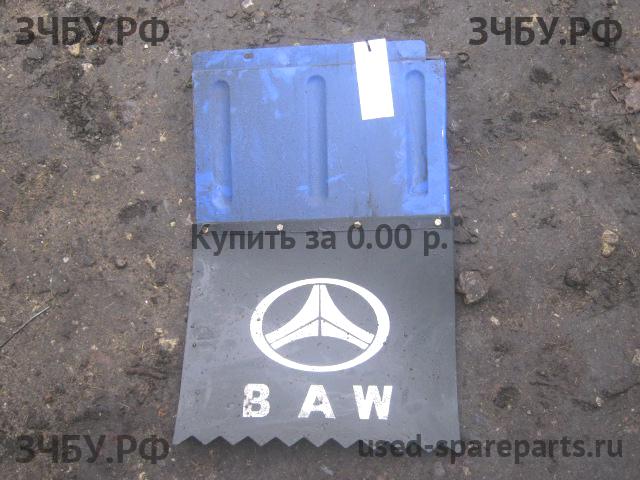 ЗЧБУ.РФ ЗЧБУ.РФ
Купить за 0.00 р.
BAW
ЗЧБУ.РФ used-spareparts.ru